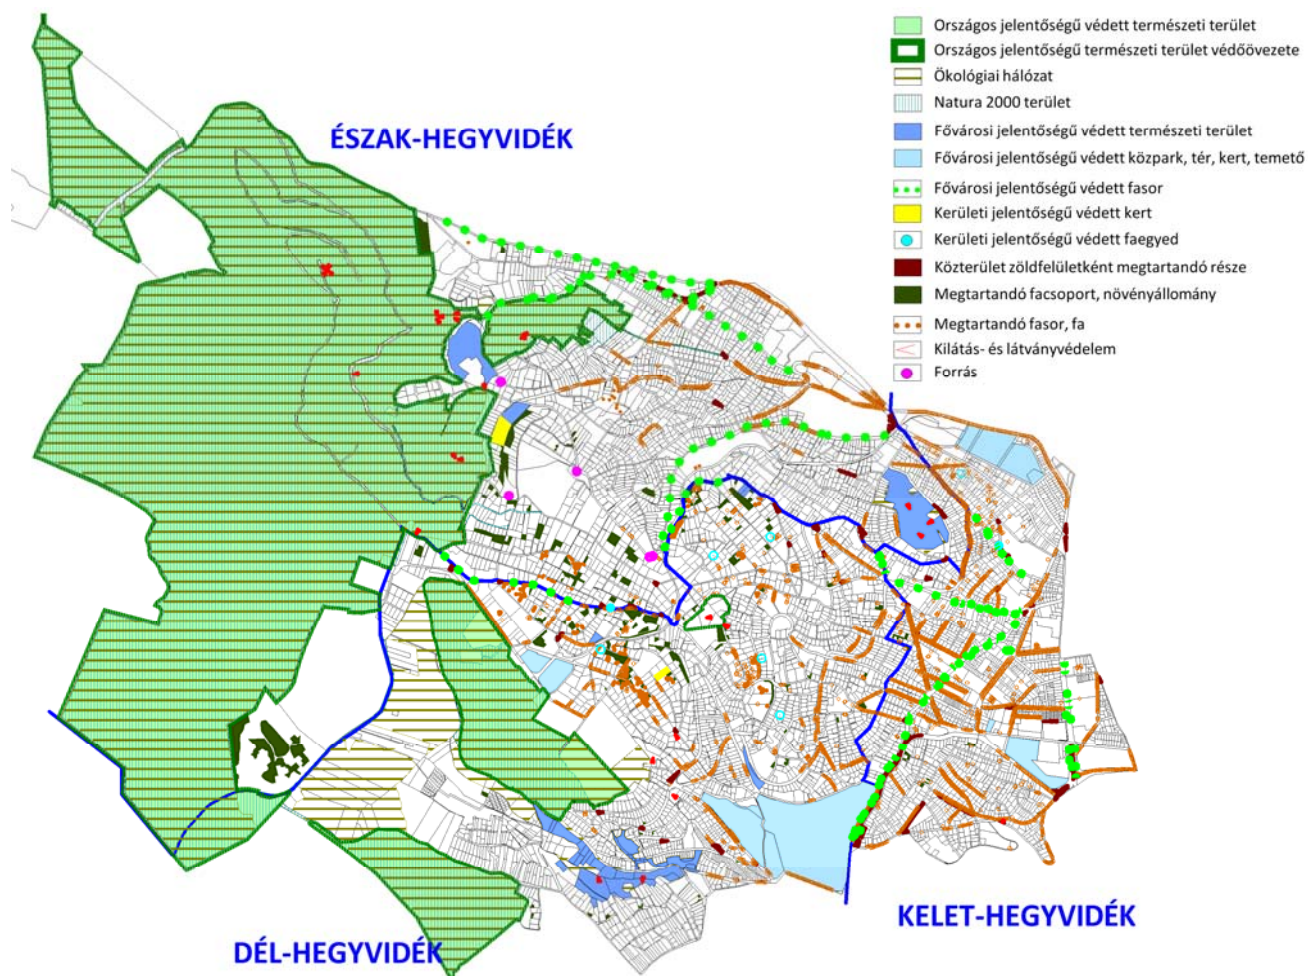 Országos jelentőségű védett természeti terület
Országos jelentőségű természeti terület védőövezete
Ökológiai hálózat
Natura 2000 terület
Fővárosi jelentőségű védett természeti terület
Fővárosi jelentőségű védett közpark, tér, kert, temető
Fővárosi jelentőségű védett fasor
Kerületi jelentőségű védett kert
Kerületi jelentőségű védett faegyed
Közterület zöldfelületként megtartandó része
Megtartandó facsoport, növényállomány
Megtartandó fasor, fa
Kilátás- és látványvédelem
Forrás
ÉSZAK-HEGYVIDÉK
KELET-HEGYVIDÉK
DÉL-HEGYVIDÉK